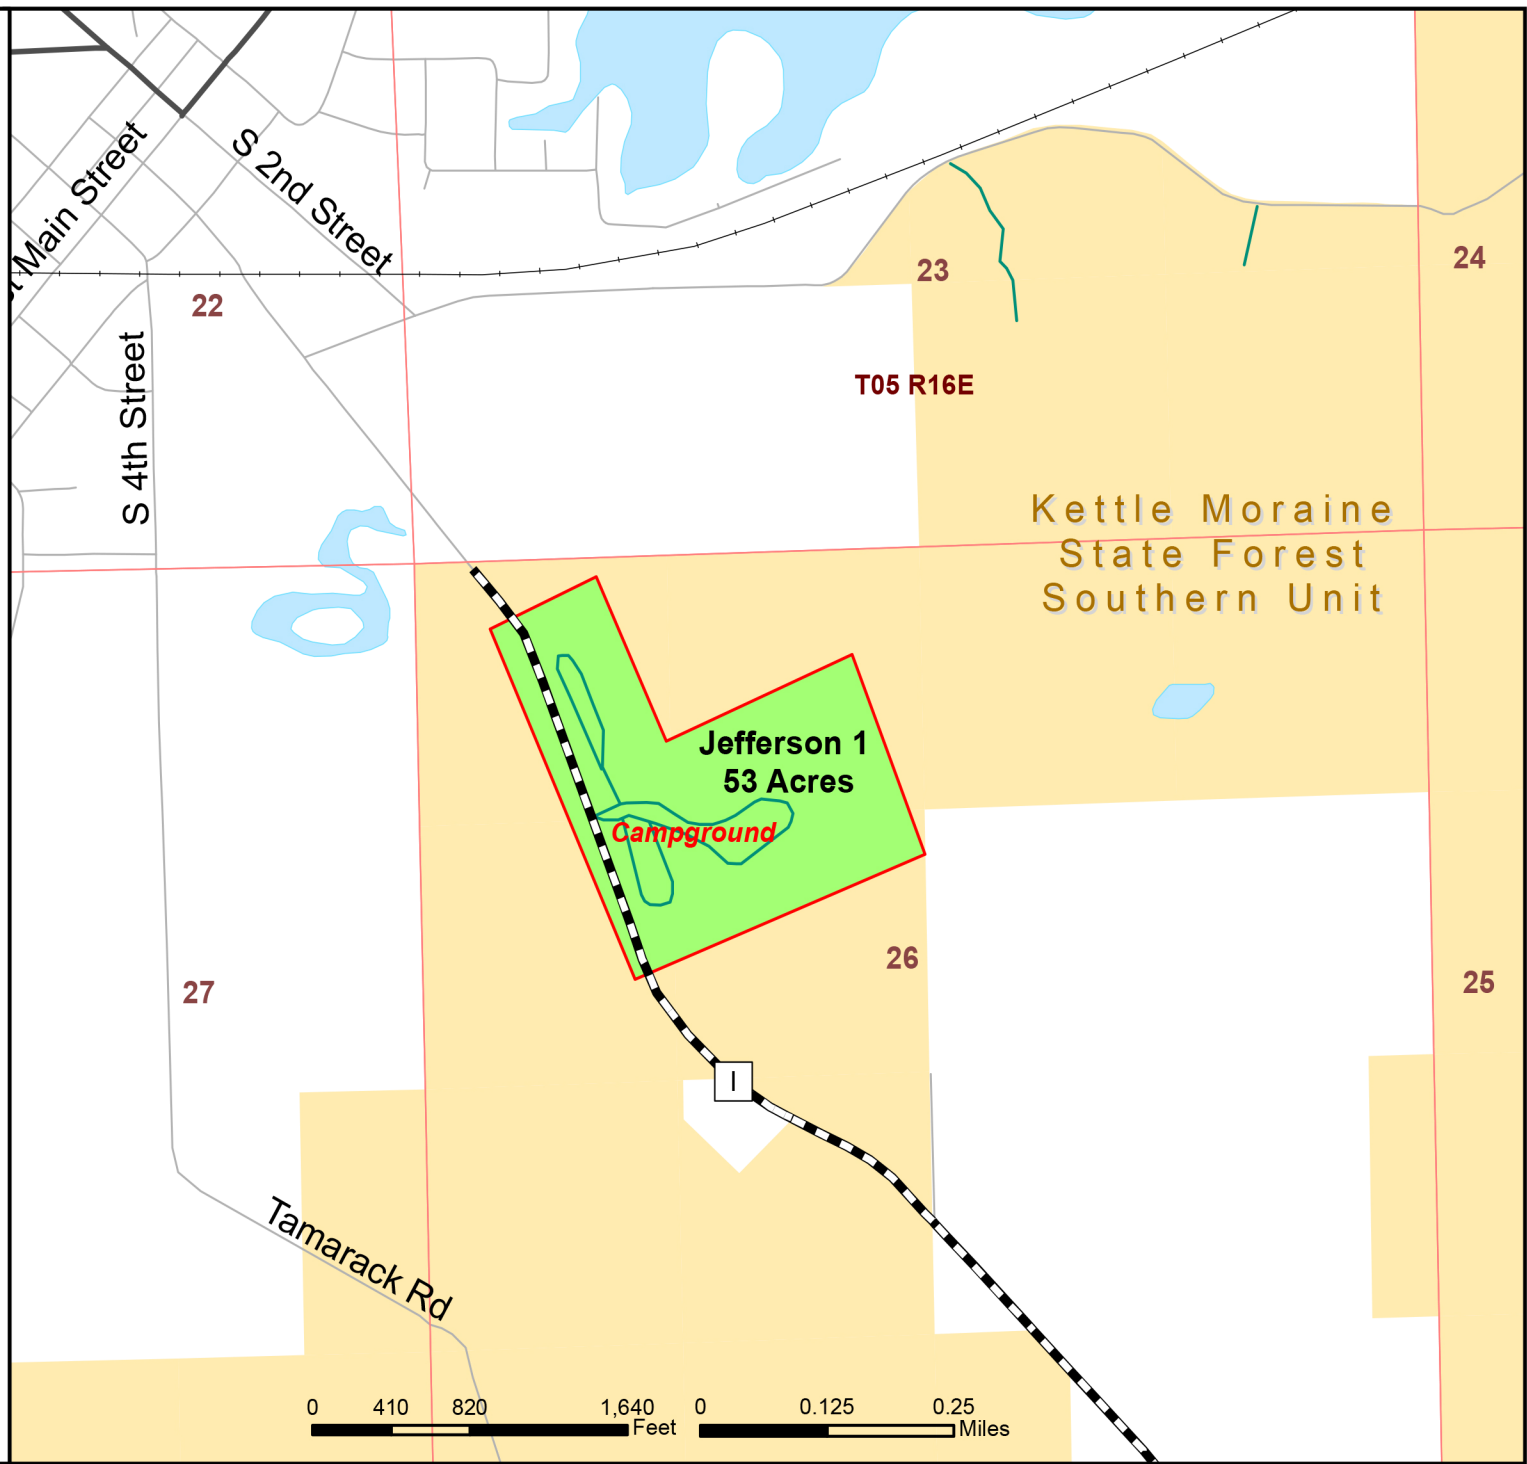 S 2nd Street
Main Street
22
23
24
S 4th Street
T05 R16E
Kettle Moraine
State Forest
Southern Unit
Jefferson 1
53 Acres
Campground
26
27
25
I
Tamarack Rd
0 410 820 1,640 Feet
0 0.125 0.25 Miles